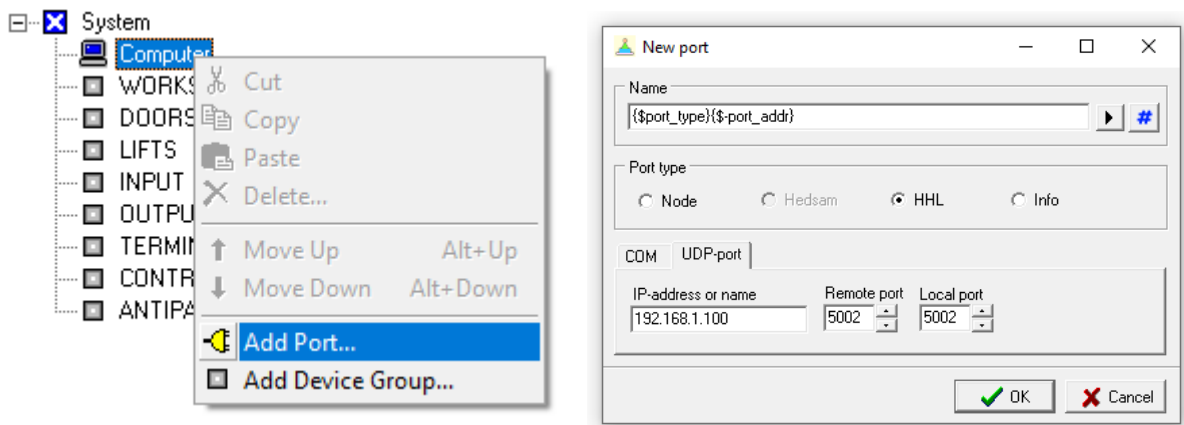 System
Computer
WORKS
DOORS
LIFTS
INPUT
OUTPU
TERMIN
CONTR
ANTIPA
Cut
Copy
Paste
Delete...
Move Up Alt+Up
Move Down Alt+Down
Add Port...
Add Device Group...
New port
Name
{$port_type}{$-port_addr}
#
Port type
Node Hedsam HHL Info
COM UDP-port
IP-address or name Remote port Local port
192.168.1.100 5002 5002
OK Cancel